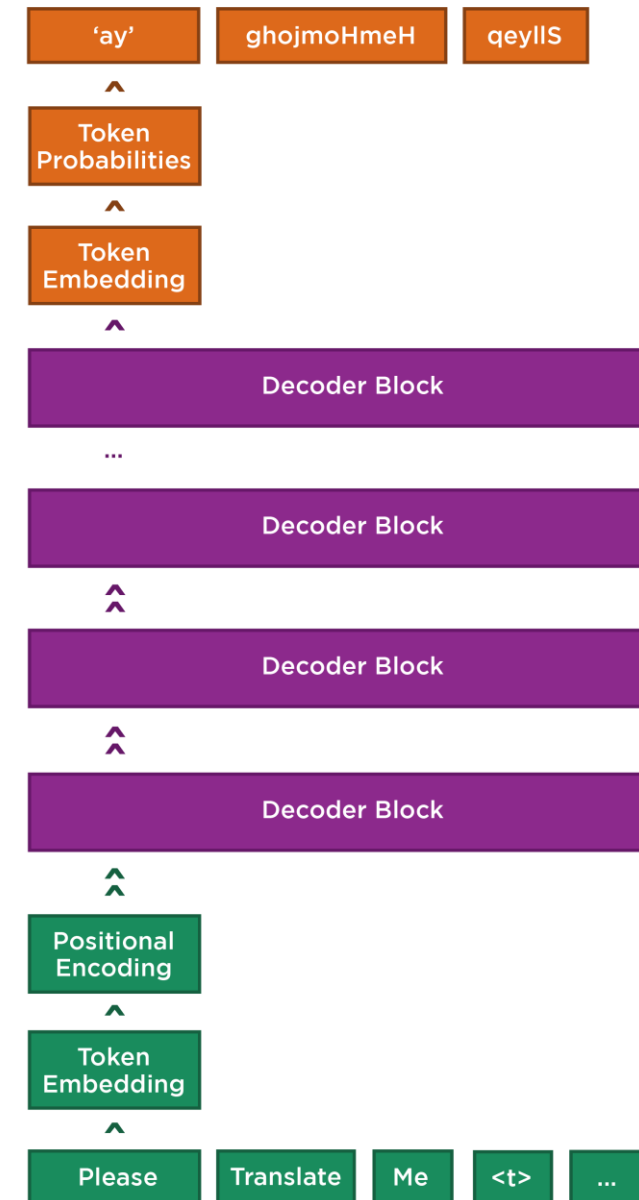 ‘ay’ ghojmoHmeH qeylIS
Token
Probabilities
Token
Embedding
Decoder Block
...
Decoder Block
Decoder Block
Decoder Block
Positional
Encoding
Token
Embedding
Please Translate Me <t> ...